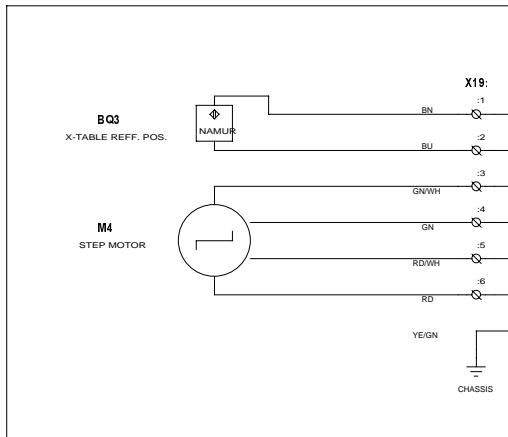 X19:
:1
BQ3
BN
X-TABLE REFF. POS.
NAMUR
:2
BU
:3
GN/WH
:4
M4
GN
STEP MOTOR
:5
RD/WH
:6
RD
YE/GN
CHASSIS